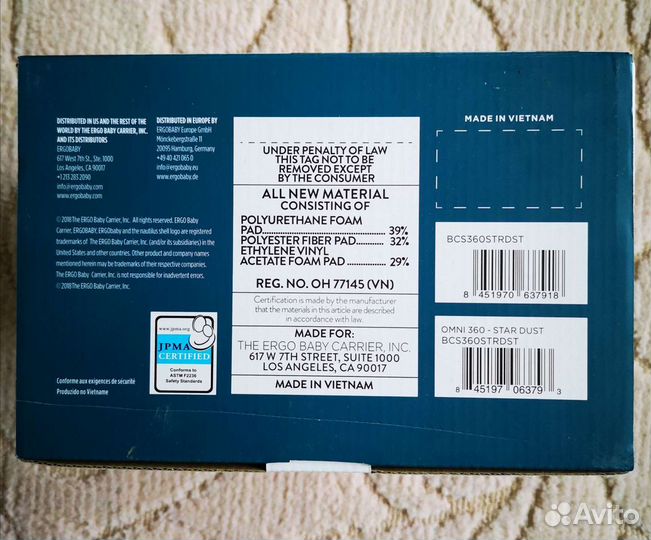 DISTRIBUTED IN US AND THE REST OF THE
WORLD BY THE ERGO BABY CARRIER, INC.
AND ITS DISTRIBUTORS
ERGOBABY
617 West 7th St., Ste. 1000
Los Angeles, CA 90017
+1 213 283 2090
info@ergobaby.com
www.ergobaby.com
DISTRIBUTED IN EUROPE BY
ERGOBABY Europe GmbH
Mönckebergstraße 11
20095 Hamburg, Germany
+49 40 421 065 0
info@ergobaby.eu
www.ergobaby.de
© 2018 The ERGO Baby Carrier, Inc. All rights reserved. ERGO Baby
Carrier, ERGOBABY, ERGObaby and the nautilus shell logo are registered
trademarks of The ERGO Baby Carrier, Inc. (and/or its subsidiaries) in the
United States and other countries. Other product and company names
mentioned herein may be trademarks of their respective companies.
The ERGO Baby Carrier, Inc. is not responsible for inadvertent errors.
© 2018 The ERGO Baby Carrier, Inc.
www.jpma.org
JPMA
CERTIFIED
Conforms to
ASTM F2236
Safety Standards
Conforme aux exigences de sécurité
Produzido no Vietname
UNDER PENALTY OF LAW
THIS TAG NOT TO BE
REMOVED EXCEPT
BY THE CONSUMER
ALL NEW MATERIAL
CONSISTING OF
POLYURETHANE FOAM
PAD.................. 39%
POLYESTER FIBER PAD.......... 32%
ETHYLENE VINYL
ACETATE FOAM PAD ......... 29%
REG. NO. OH 77145 (VN)
Certification is made by the manufacturer
that the materials in this article are described
in accordance with law.
MADE FOR:
THE ERGO BABY CARRIER, INC.
617 W 7TH STREET, SUITE 1000
LOS ANGELES, CA 90017
MADE IN VIETNAM
MADE IN VIETNAM
BCS360STRDST
8 451970 637918
OMNI 360 - STAR DUST
BCS360STRDST
8 45197 06379 3
Avito